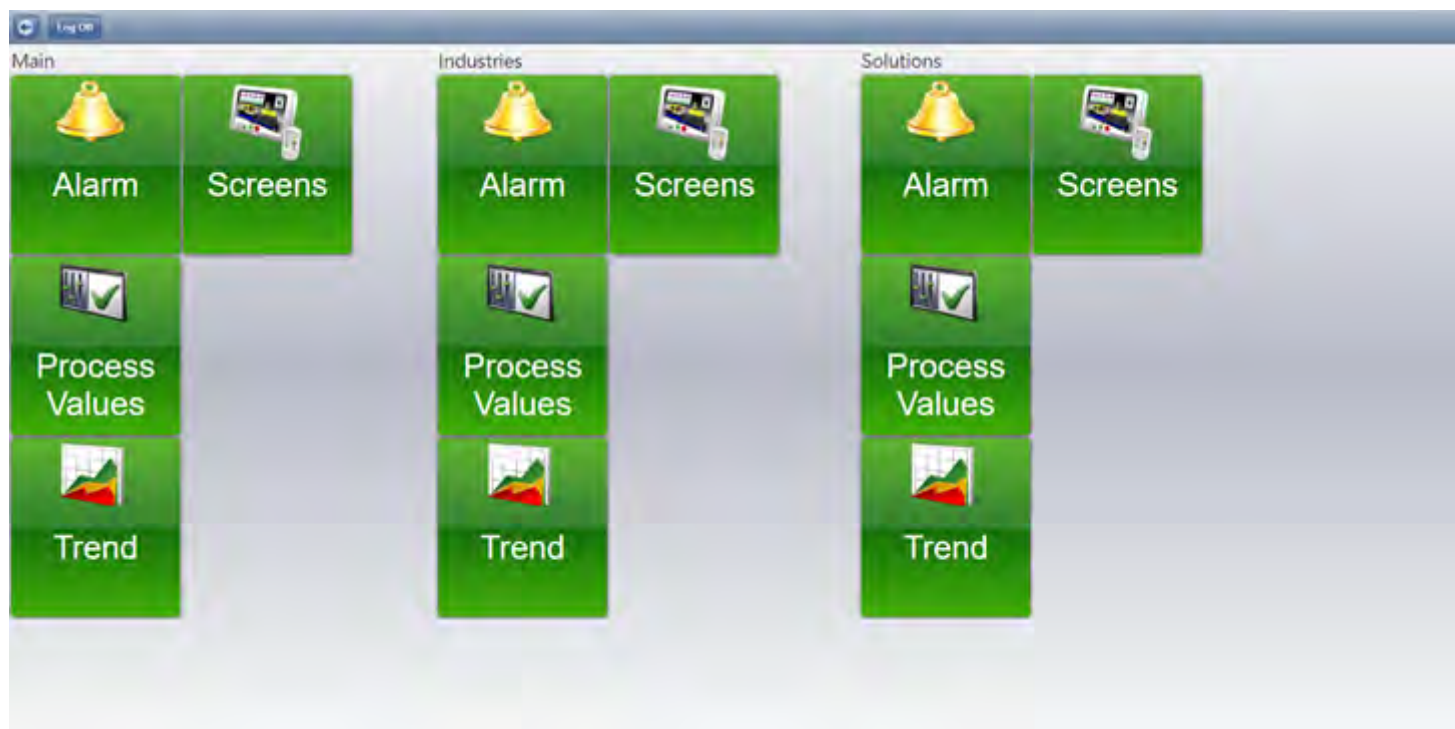 Log Off
Main
Industries
Solutions
Alarm
Screens
Alarm
Screens
Alarm
Screens
Process
Values
Process
Values
Process
Values
Trend
Trend
Trend